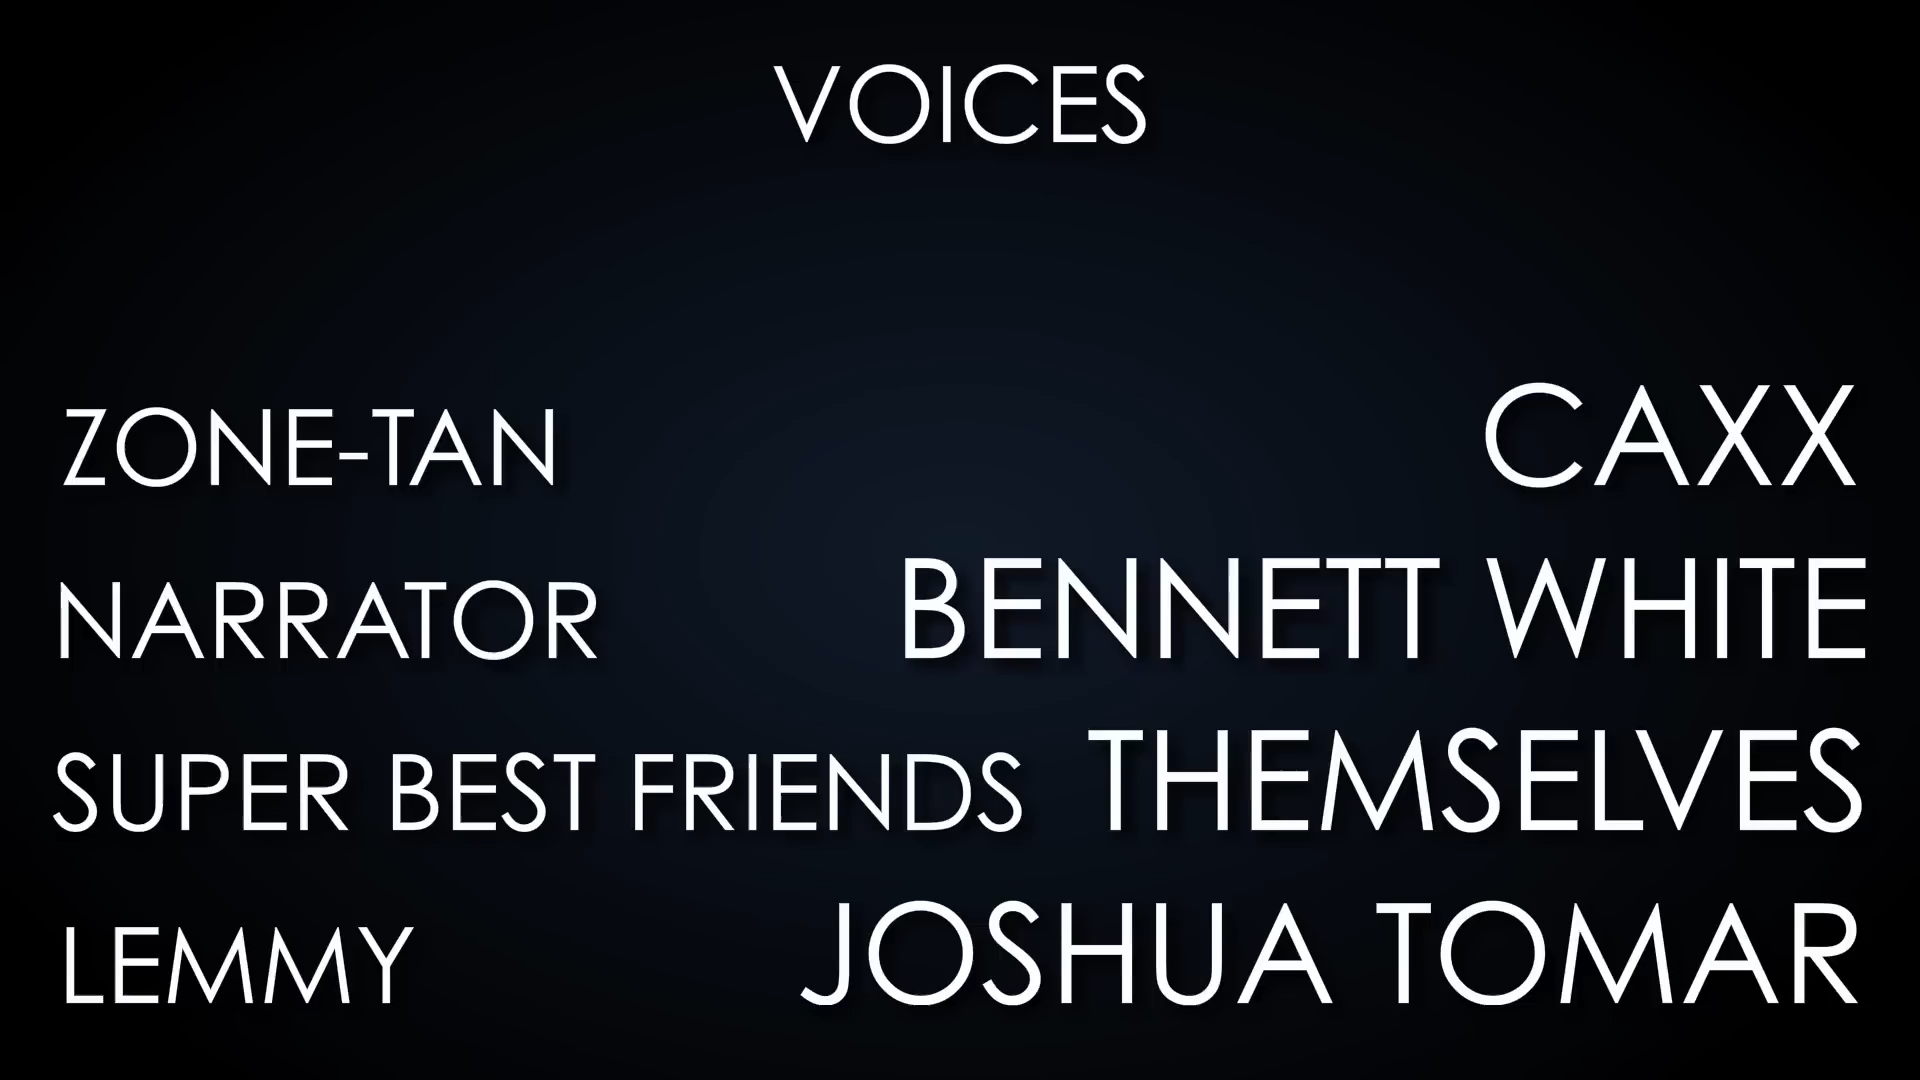 VOICES
ZONE-TAN CAXX
NARRATOR BENNETT WHITE
SUPER BEST FRIENDS THEMSELVES
LEMMY JOSHUA TOMAR